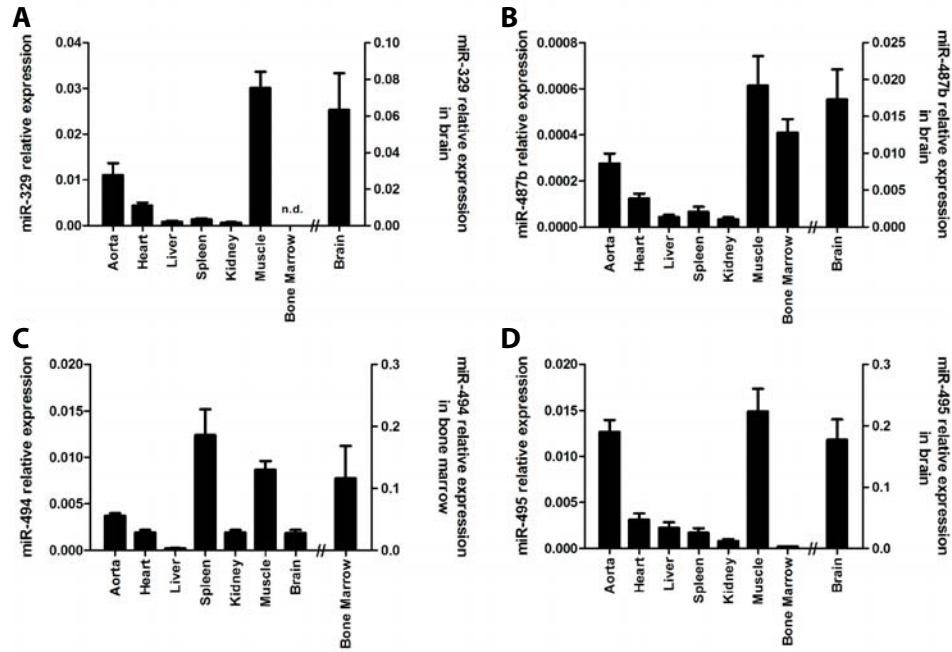 A
miR-329 relative expression
0.04
0.03
0.02
0.01
0.00
n.d.
Aorta
Heart
Liver
Spleen
Kidney
Muscle
Bone Marrow
//
Brain
0.10
0.08
0.06
0.04
0.02
0.00
miR-329 relative expression
in brain
B
miR-487b relative expression
0.0008
0.0006
0.0004
0.0002
0.0000
Aorta
Heart
Liver
Spleen
Kidney
Muscle
Bone Marrow
//
Brain
0.025
0.020
0.015
0.010
0.005
0.000
miR-487b relative expression
in brain
C
miR-494 relative expression
0.020
0.015
0.010
0.005
0.000
Aorta
Heart
Liver
Spleen
Kidney
Muscle
Brain
//
Bone Marrow
0.3
0.2
0.1
0.0
miR-494 relative expression
in bone marrow
D
miR-495 relative expression
0.020
0.015
0.010
0.005
0.000
Aorta
Heart
Liver
Spleen
Kidney
Muscle
Bone Marrow
//
Brain
0.3
0.2
0.1
0.0
miR-495 relative expression
in brain